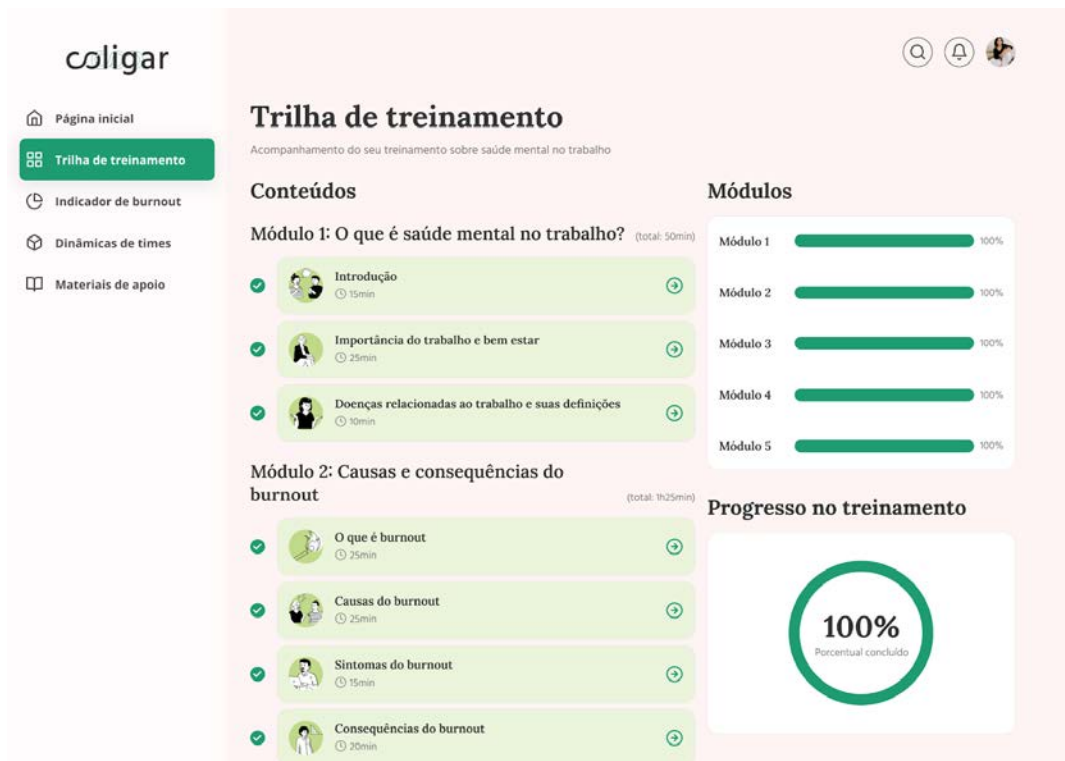 coligar
Página inicial
Trilha de treinamento
Indicador de burnout
Dinâmicas de times
Materiais de apoio
Trilha de treinamento
Acompanhamento do seu treinamento sobre saúde mental no trabalho
Conteúdos
Módulo 1: O que é saúde mental no trabalho? (total: 50min)
Introdução
15min
Importância do trabalho e bem estar
25min
Doenças relacionadas ao trabalho e suas definições
10min
Módulo 2: Causas e consequências do
burnout (total: 1h25min)
O que é burnout
25min
Causas do burnout
25min
Sintomas do burnout
15min
Consequências do burnout
20min
Módulos
Módulo 1 100%
Módulo 2 100%
Módulo 3 100%
Módulo 4 100%
Módulo 5 100%
Progresso no treinamento
100%
Porcentual concluído